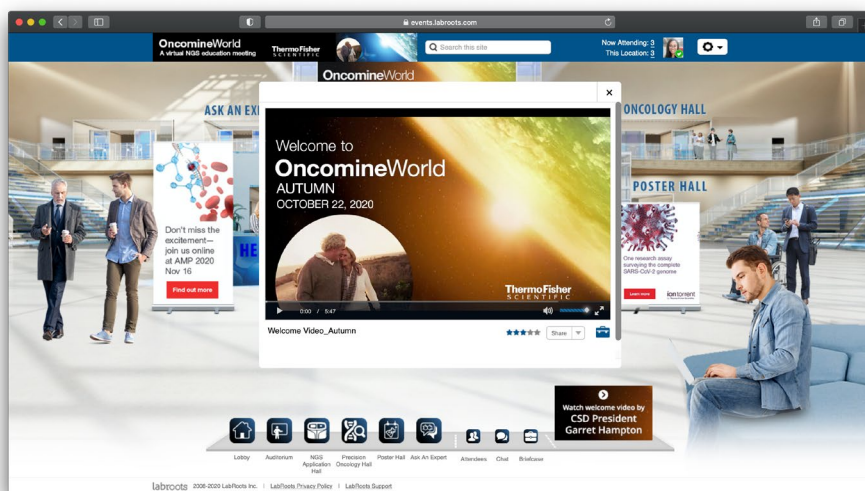 events.labroots.com
OncomineWorld
A virtual NGS education meeting
ThermoFisher
SCIENTIFIC
Search this site
Now Attending: 3
This Location: 3
OncomineWorld
ASK AN EX
ONCOLOGY HALL
POSTER HALL
Don't miss the
excitement—
join us online
at AMP 2020
Nov 16
Find out more
HE
Welcome to
OncomineWorld
AUTUMN
OCTOBER 22, 2020
ThermoFisher
SCIENTIFIC
0:00 / 5:47
Welcome Video_Autumn
Share
One research assay
surveying the complete
SARS-CoV-2 genome
Learn more
ion torrent
Watch welcome video by
CSD President
Garret Hampton
Lobby
Auditorium
NGS
Application
Hall
Precision
Oncology Hall
Poster Hall
Ask An Expert
Attendees
Chat
Briefcase
labroots
2008-2020 LabRoots Inc. | LabRoots Privacy Policy | LabRoots Support